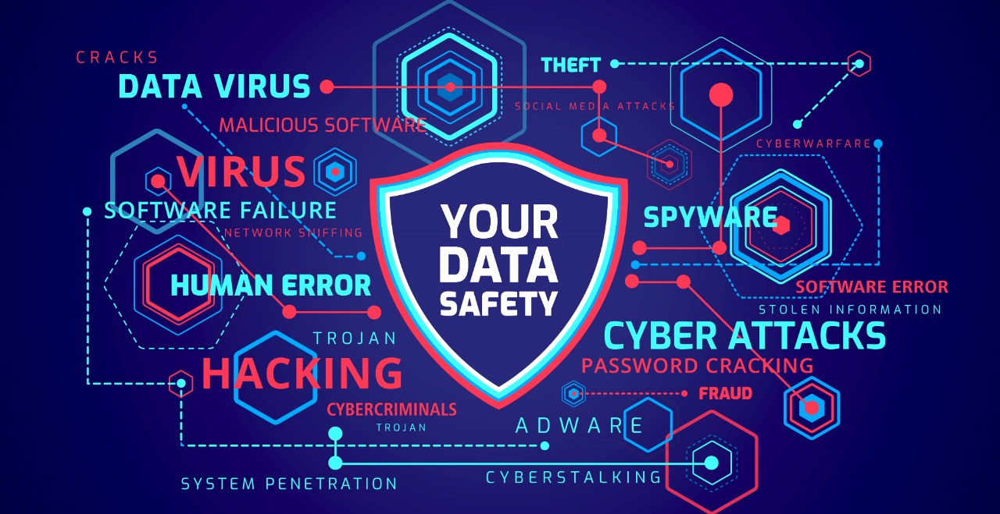 CRACKS
DATA VIRUS
MALICIOUS SOFTWARE
VIRUS
SOFTWARE FAILURE
NETWORK SNIFFING
HUMAN ERROR
TROJAN
HACKING
CYBERCRIMINALS
TROJAN
SYSTEM PENETRATION
YOUR
DATA
SAFETY
THEFT
SOCIAL MEDIA ATTACKS
CYBERWARFARE
SPYWARE
SOFTWARE ERROR
STOLEN INFORMATION
CYBER ATTACKS
PASSWORD CRACKING
FRAUD
ADWARE
CYBERSTALKING